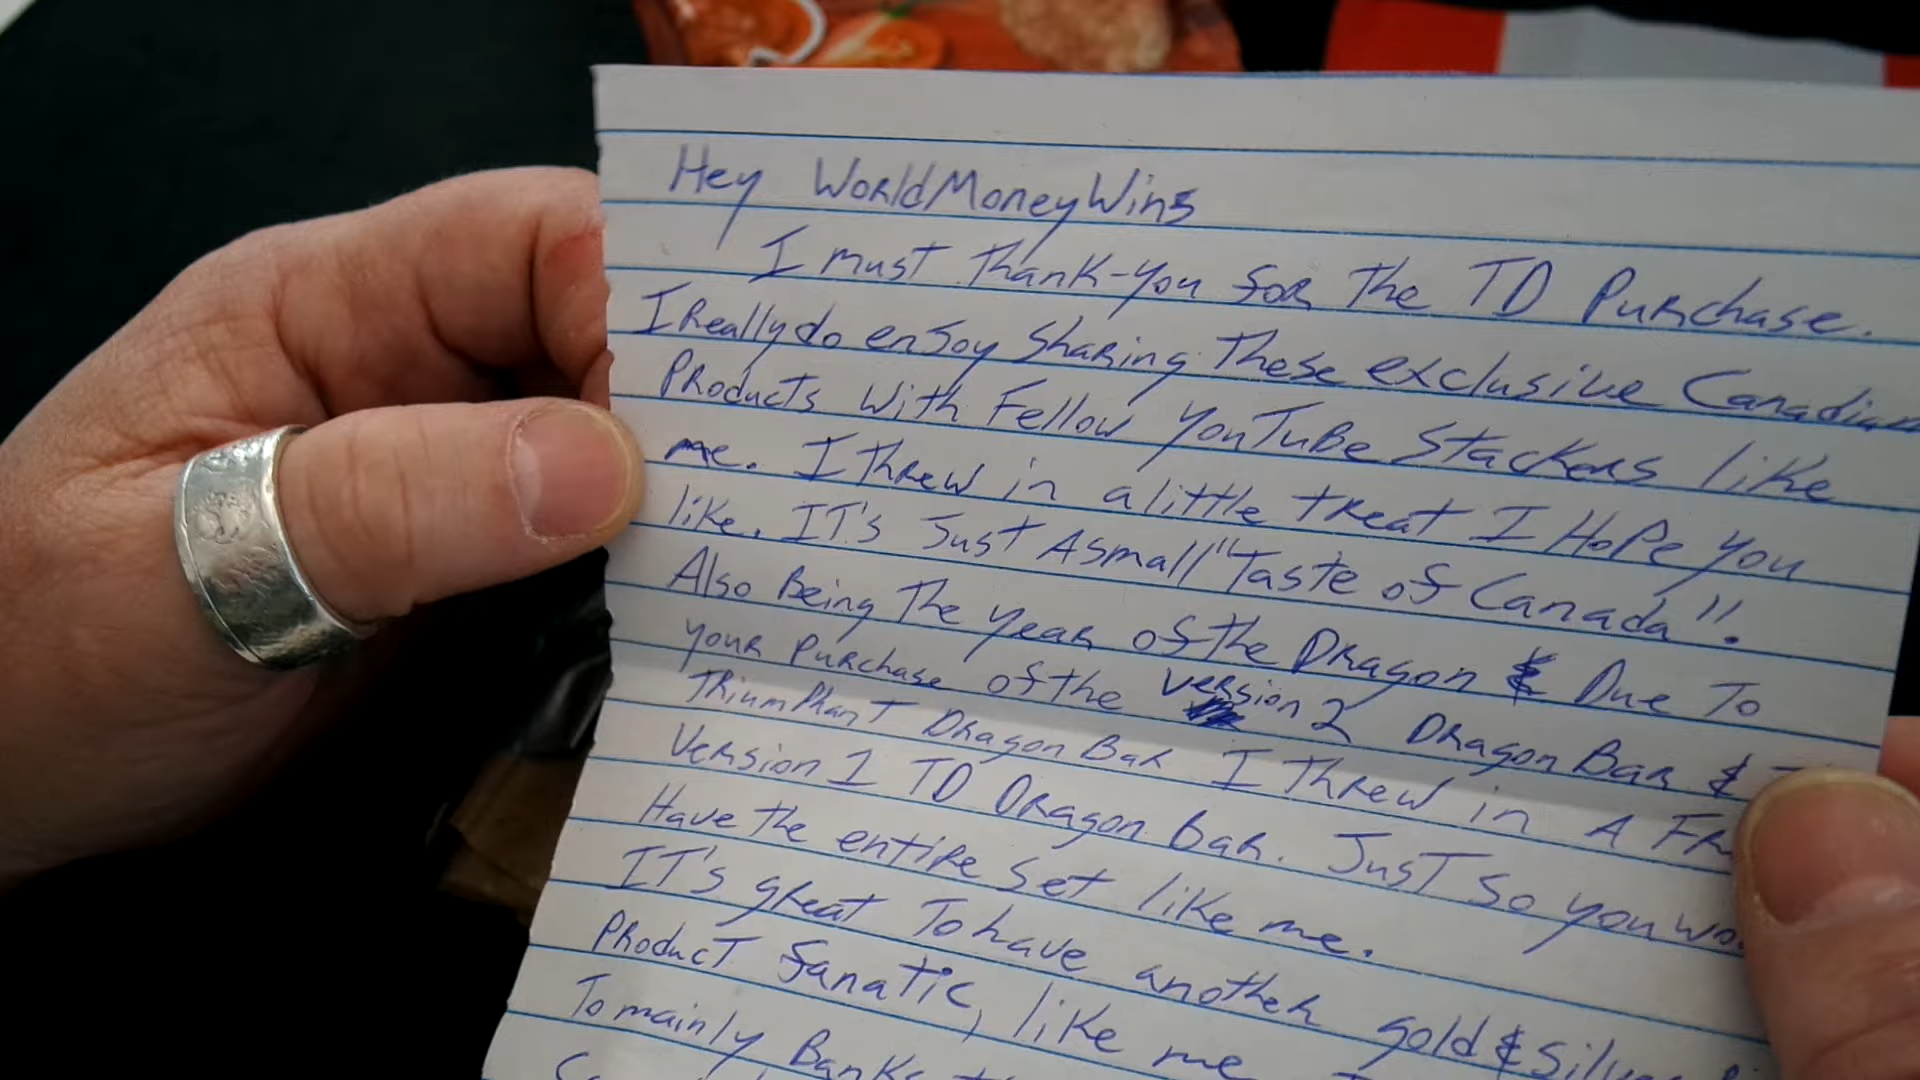 Hey WorldMoneyWins
I must thank-you for the TD Purchase.
I Really do enjoy Sharing These exclusive Canadian
Products With Fellow YouTube Stackers like
me. I threw in a little treat I Hope you
like. IT's Just A small "Taste of Canada".
Also Being The year of the Dragon & Due To
your Purchase of the version 2 Dragon Bar &
Triumphant Dragon Bar I threw in A
Version 1 TD Dragon bar. Just So you
Have the entire set like me.
IT's great To have another gold &
Product fanatic, like me
To mainly Banks